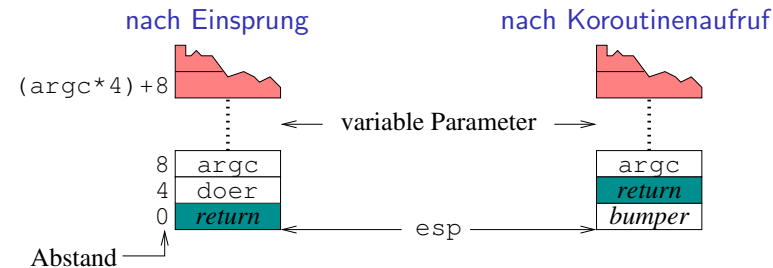 nach Einsprung
nach Koroutinenaufruf
(argc*4)+8
variable Parameter
8 argc
argc
4 doer
return
0 return
esp
bumper
Abstand